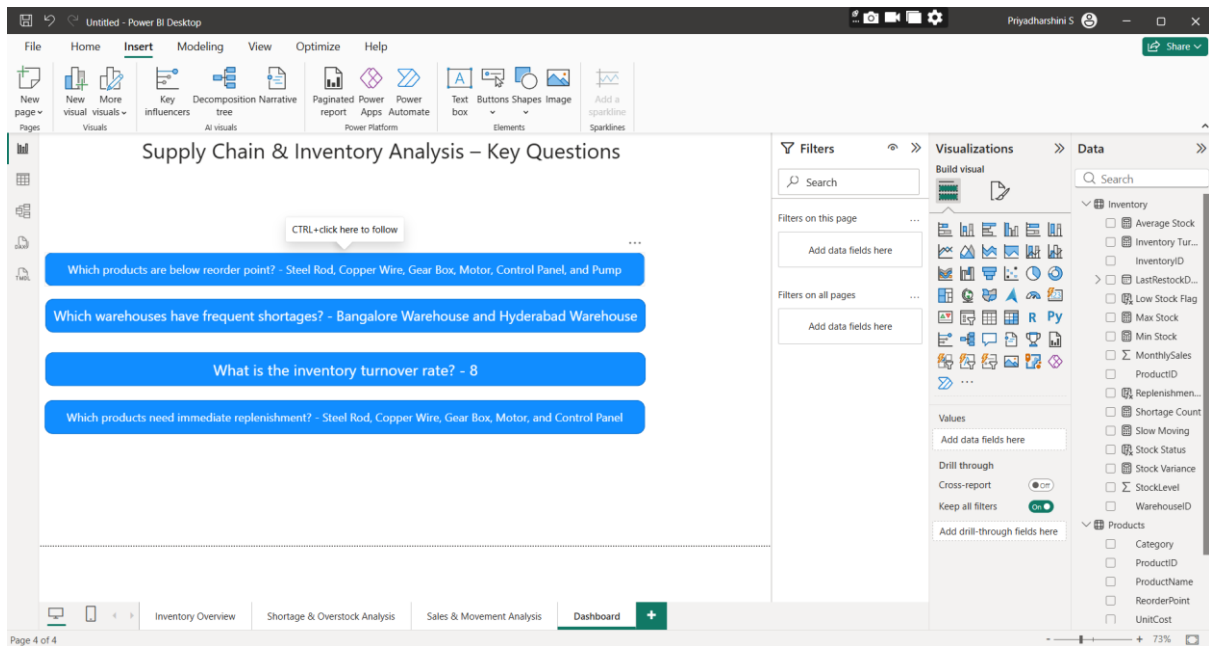 Untitled - Power BI Desktop
Priyadharshini S
File Home Insert Modeling View Optimize Help
Share
New page
New visual
More visuals
Key influencers
Decomposition tree
Narrative
Paginated report
Power Apps
Power Automate
Text box
Buttons
Shapes
Image
Add a sparkline
Pages
Visuals
AI visuals
Power Platform
Elements
Sparklines
Supply Chain & Inventory Analysis – Key Questions
CTRL+click here to follow
Which products are below reorder point? - Steel Rod, Copper Wire, Gear Box, Motor, Control Panel, and Pump
Which warehouses have frequent shortages? - Bangalore Warehouse and Hyderabad Warehouse
What is the inventory turnover rate? - 8
Which products need immediate replenishment? - Steel Rod, Copper Wire, Gear Box, Motor, and Control Panel
Filters
Search
Filters on this page
Add data fields here
Filters on all pages
Add data fields here
Visualizations
Build visual
R
Py
Values
Add data fields here
Drill through
Cross-report
Off
Keep all filters
On
Add drill-through fields here
Data
Search
Inventory
Average Stock
Inventory Tur...
InventoryID
LastRestockD...
Low Stock Flag
Max Stock
Min Stock
MonthlySales
ProductID
Replenishmen...
Shortage Count
Slow Moving
Stock Status
Stock Variance
StockLevel
WarehouseID
Products
Category
ProductID
ProductName
ReorderPoint
UnitCost
Inventory Overview
Shortage & Overstock Analysis
Sales & Movement Analysis
Dashboard
Page 4 of 4
73%